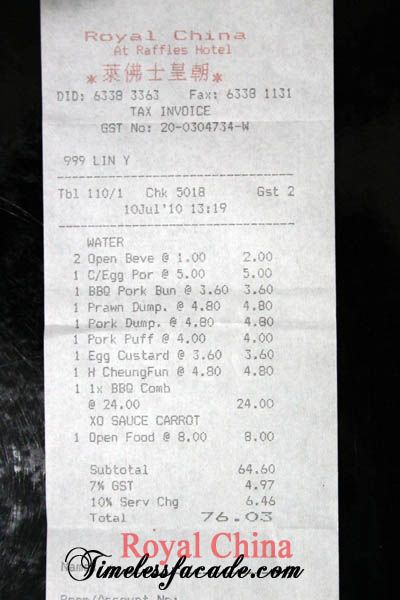 Royal China
At Raffles Hotel
*萊佛士皇朝*
DID: 6338 3363 Fax: 6338 1131
TAX INVOICE
GST No: 20-0304734-W
999 LIN Y
Tbl 110/1 Chk 5018 Gst 2
10Jul'10 13:19
WATER
2 Open Beve @ 1.00 2.00
1 C/Egg Por @ 5.00 5.00
1 BBQ Pork Bun @ 3.60 3.60
1 Prawn Dump. @ 4.80 4.80
1 Pork Dump. @ 4.80 4.80
1 Pork Puff @ 4.00 4.00
1 Egg Custard @ 3.60 3.60
1 H CheungFun @ 4.80 4.80
1 1x BBQ Comb
@ 24.00 24.00
XO SAUCE CARROT
1 Open Food @ 8.00 8.00
Subtotal 64.60
7% GST 4.97
10% Serv Chg 6.46
Total 76.03
Royal China
Name
Timelessfacade.com
Room/Account No: